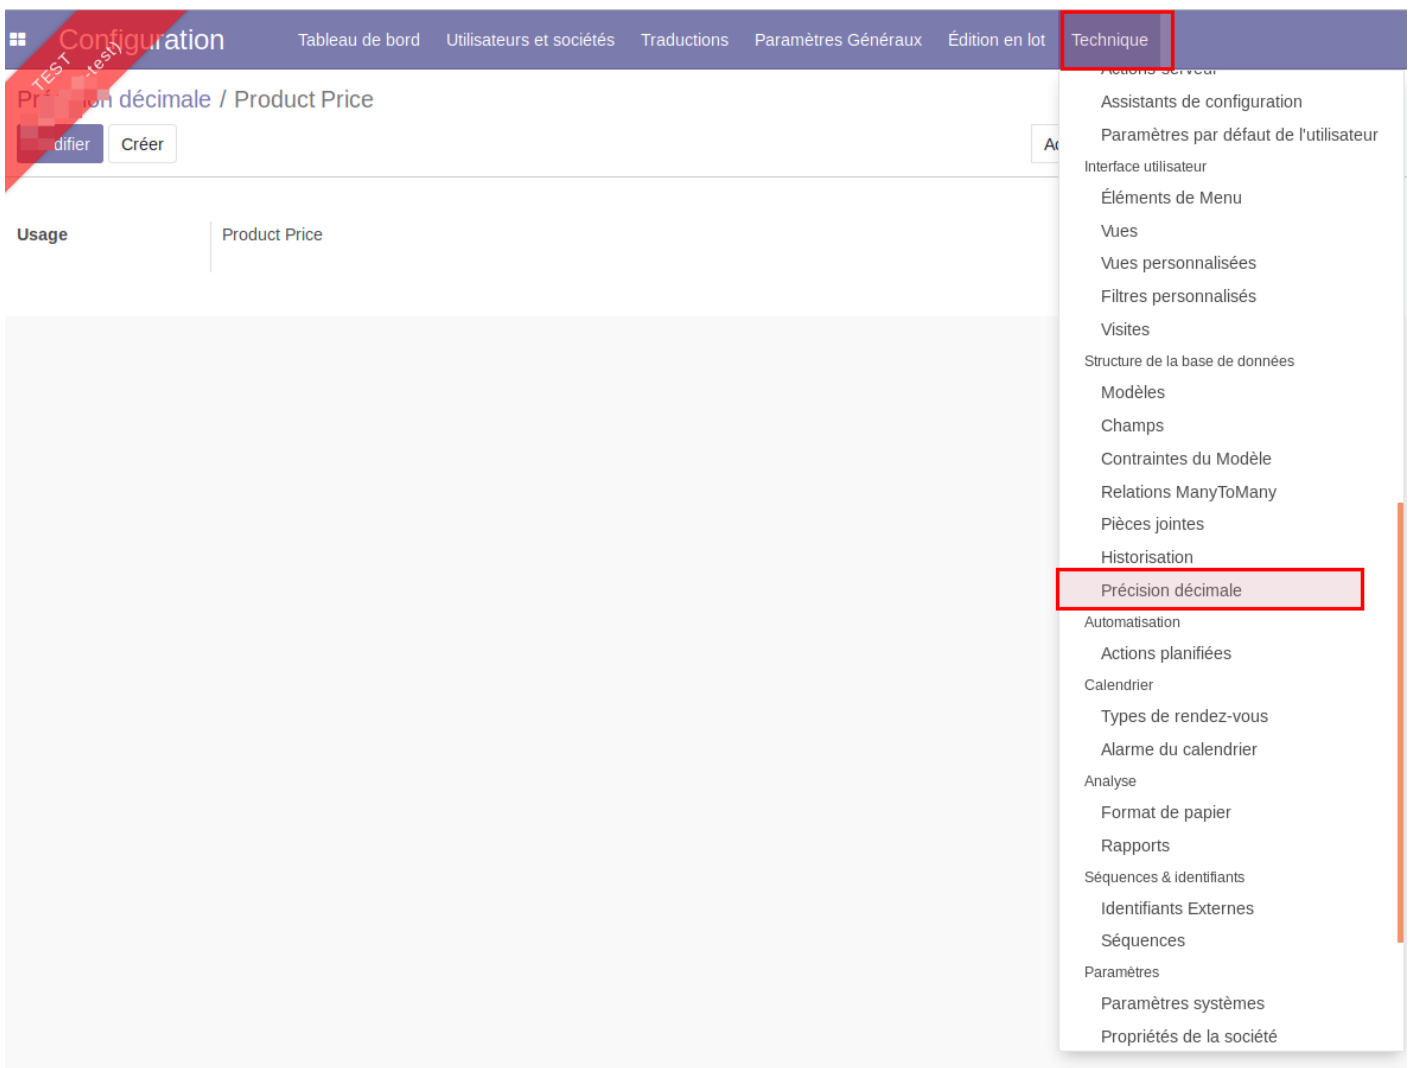 Configuration
Tableau de bord
Utilisateurs et sociétés
Traductions
Paramètres Généraux
Édition en lot
Technique
TEST
-test)
décimale / Product Price
Créer
Usage
Product Price
Actions serveur
Assistants de configuration
Paramètres par défaut de l'utilisateur
Interface utilisateur
Éléments de Menu
Vues
Vues personnalisées
Filtres personnalisés
Visites
Structure de la base de données
Modèles
Champs
Contraintes du Modèle
Relations ManyToMany
Pièces jointes
Historisation
Précision décimale
Automatisation
Actions planifiées
Calendrier
Types de rendez-vous
Alarme du calendrier
Analyse
Format de papier
Rapports
Séquences & identifiants
Identifiants Externes
Séquences
Paramètres
Paramètres systèmes
Propriétés de la société